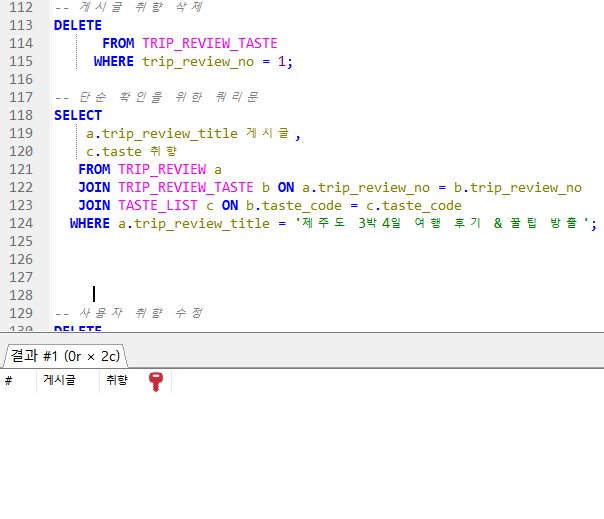 112 -- 게시글 취향 삭제
113 DELETE
114 FROM TRIP_REVIEW_TASTE
115 WHERE trip_review_no = 1;
116
117 -- 단순 확인을 위한 쿼리문
118 SELECT
119 a.trip_review_title 게시글,
120 c.taste 취향
121 FROM TRIP_REVIEW a
122 JOIN TRIP_REVIEW_TASTE b ON a.trip_review_no = b.trip_review_no
123 JOIN TASTE_LIST c ON b.taste_code = c.taste_code
124 WHERE a.trip_review_title = '제주도 3박4일 여행 후기 & 꿀팁 방출';
125
126
127
128
129 -- 사용자 취향 수정
130 DELETE
결과 #1 (0r × 2c)
# 게시글 취향